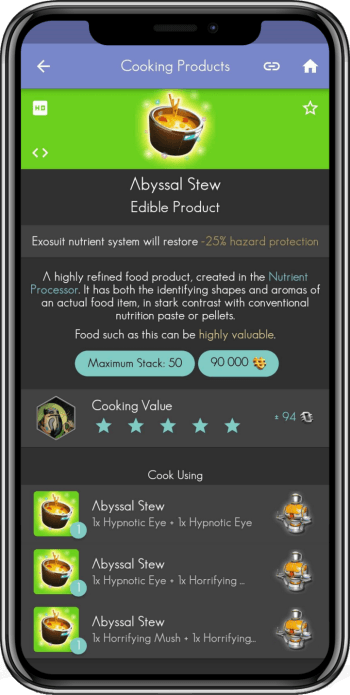 Cooking Products
HD
Abyssal Stew
Edible Product
Exosuit nutrient system will restore -25% hazard protection
A highly refined food product, created in the Nutrient
Processor. It has both the identifying shapes and aromas of
an actual food item, in stark contrast with conventional
nutrition paste or pellets.
Food such as this can be highly valuable.
Maximum Stack: 50
90 000
Cooking Value
± 94
Cook Using
Abyssal Stew
1x Hypnotic Eye + 1x Hypnotic Eye
1
Abyssal Stew
1x Hypnotic Eye + 1x Horrifying ...
1
Abyssal Stew
1x Horrifying Mush + 1x Horrifying...
1